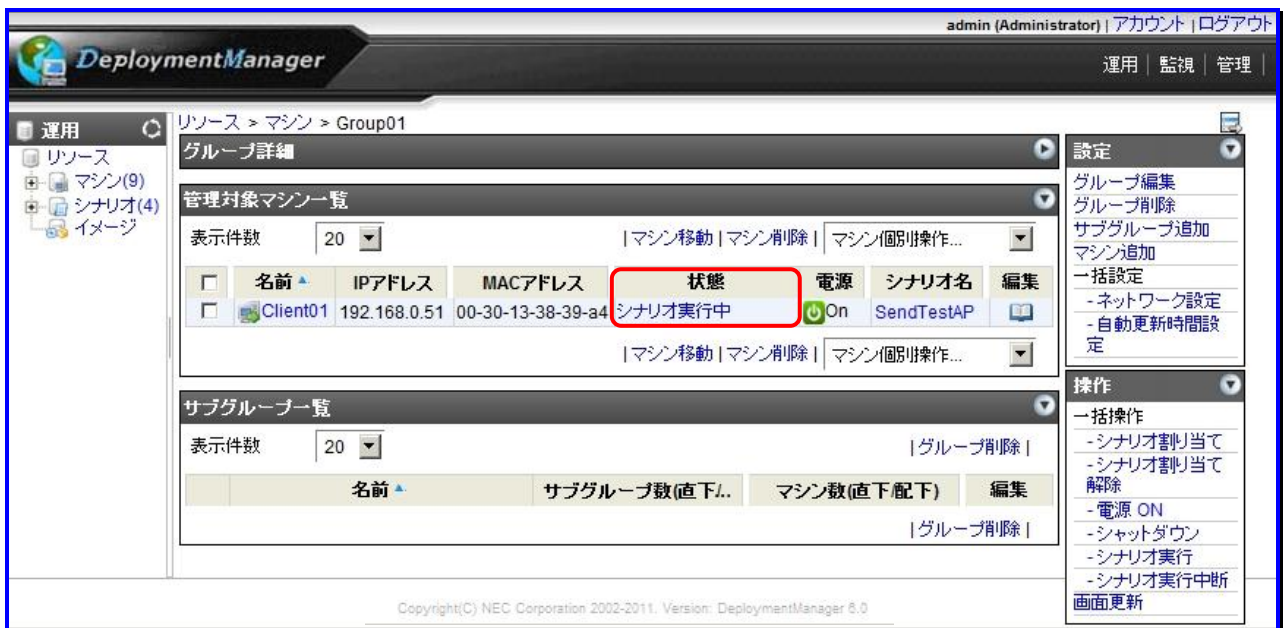 admin (Administrator) | アカウント | ログアウト
DeploymentManager
運用 | 監視 | 管理 |
運用
リソース
マシン(9)
シナリオ(4)
イメージ
リソース > マシン > Group01
グループ詳細
管理対象マシン一覧
表示件数 20 | マシン移動 | マシン削除 | マシン個別操作...
名前 IPアドレス MACアドレス 状態 電源 シナリオ名 編集
Client01 192.168.0.51 00-30-13-38-39-a4 シナリオ実行中 On SendTestAP
| マシン移動 | マシン削除 | マシン個別操作...
サブグループ一覧
表示件数 20 | グループ削除 |
名前 サブグループ数(直下/.. マシン数(直下/配下) 編集
| グループ削除 |
設定
グループ編集
グループ削除
サブグループ追加
マシン追加
一括設定
-ネットワーク設定
-自動更新時間設
定
操作
一括操作
-シナリオ割り当て
-シナリオ割り当て
解除
-電源 ON
-シャットダウン
-シナリオ実行
-シナリオ実行中断
画面更新
Copyright(C) NEC Corporation 2002-2011. Version: DeploymentManager 6.0